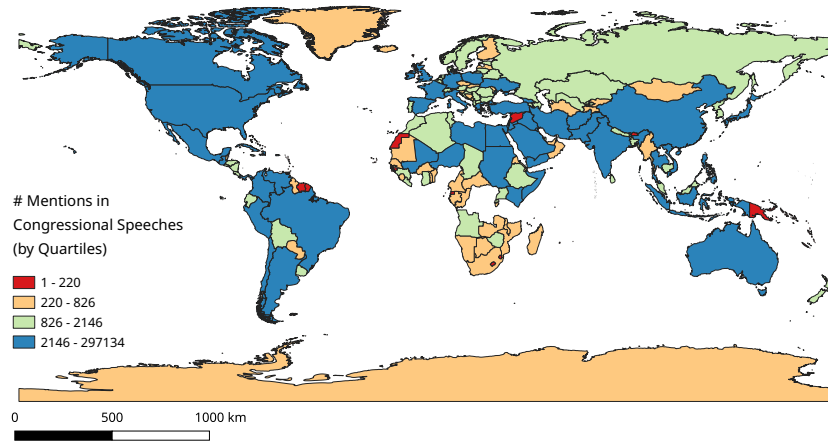 # Mentions in
Congressional Speeches
(by Quartiles)
1 - 220
220 - 826
826 - 2146
2146 - 297134
0 500 1000 km